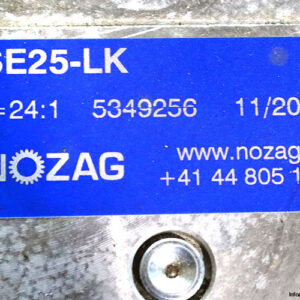 SE25-LK
=24:1 5349256 11/20
NOZAG
www.nozag
+41 44 805 1